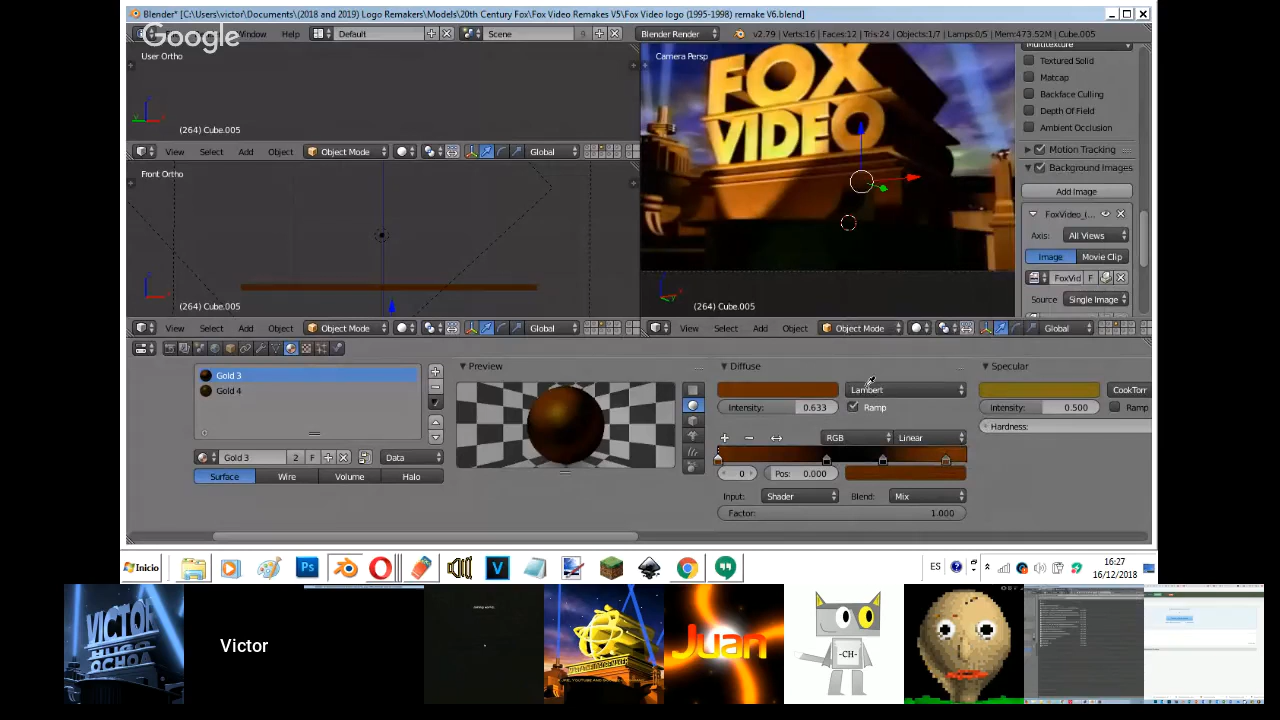 Blender* [C:\Users\victor\Documents\(2018 and 2019) Logo Remakers\Models\20th Century Fox\Fox Video Remakes V5\Fox Video logo (1995-1998) remake V6.blend]
Google
Window Help Default Scene 9 Blender Render v2.79 | Verts:16 | Faces:12 | Tris:24 | Objects:1/7 | Lamps:0/5 | Mem:473.52M | Cube.005
User Ortho
(264) Cube.005
View Select Add Object Object Mode Global
Front Ortho
(264) Cube.005
View Select Add Object Object Mode Global
Camera Persp
FOX
VIDEO
(264) Cube.005
View Select Add Object Object Mode Global
Multitexture
Textured Solid
Matcap
Backface Culling
Depth Of Field
Ambient Occlusion
Motion Tracking
Background Images
Add Image
FoxVideo_(...
Axis: All Views
Image Movie Clip
FoxVid F
Source Single Image
Gold 3
Gold 4
Gold 3 2 F Data
Surface Wire Volume Halo
Preview
Diffuse
Lambert
Intensity: 0.633 Ramp
RGB Linear
0 Pos: 0.000
Input: Shader Blend: Mix
Factor: 1.000
Specular
CookTorr
Intensity: 0.500 Ramp
Hardness:
Inicio Ps V ES 16:27
16/12/2018
VICTOR
HUG
OCHOA
Victor
Juan
-CH-